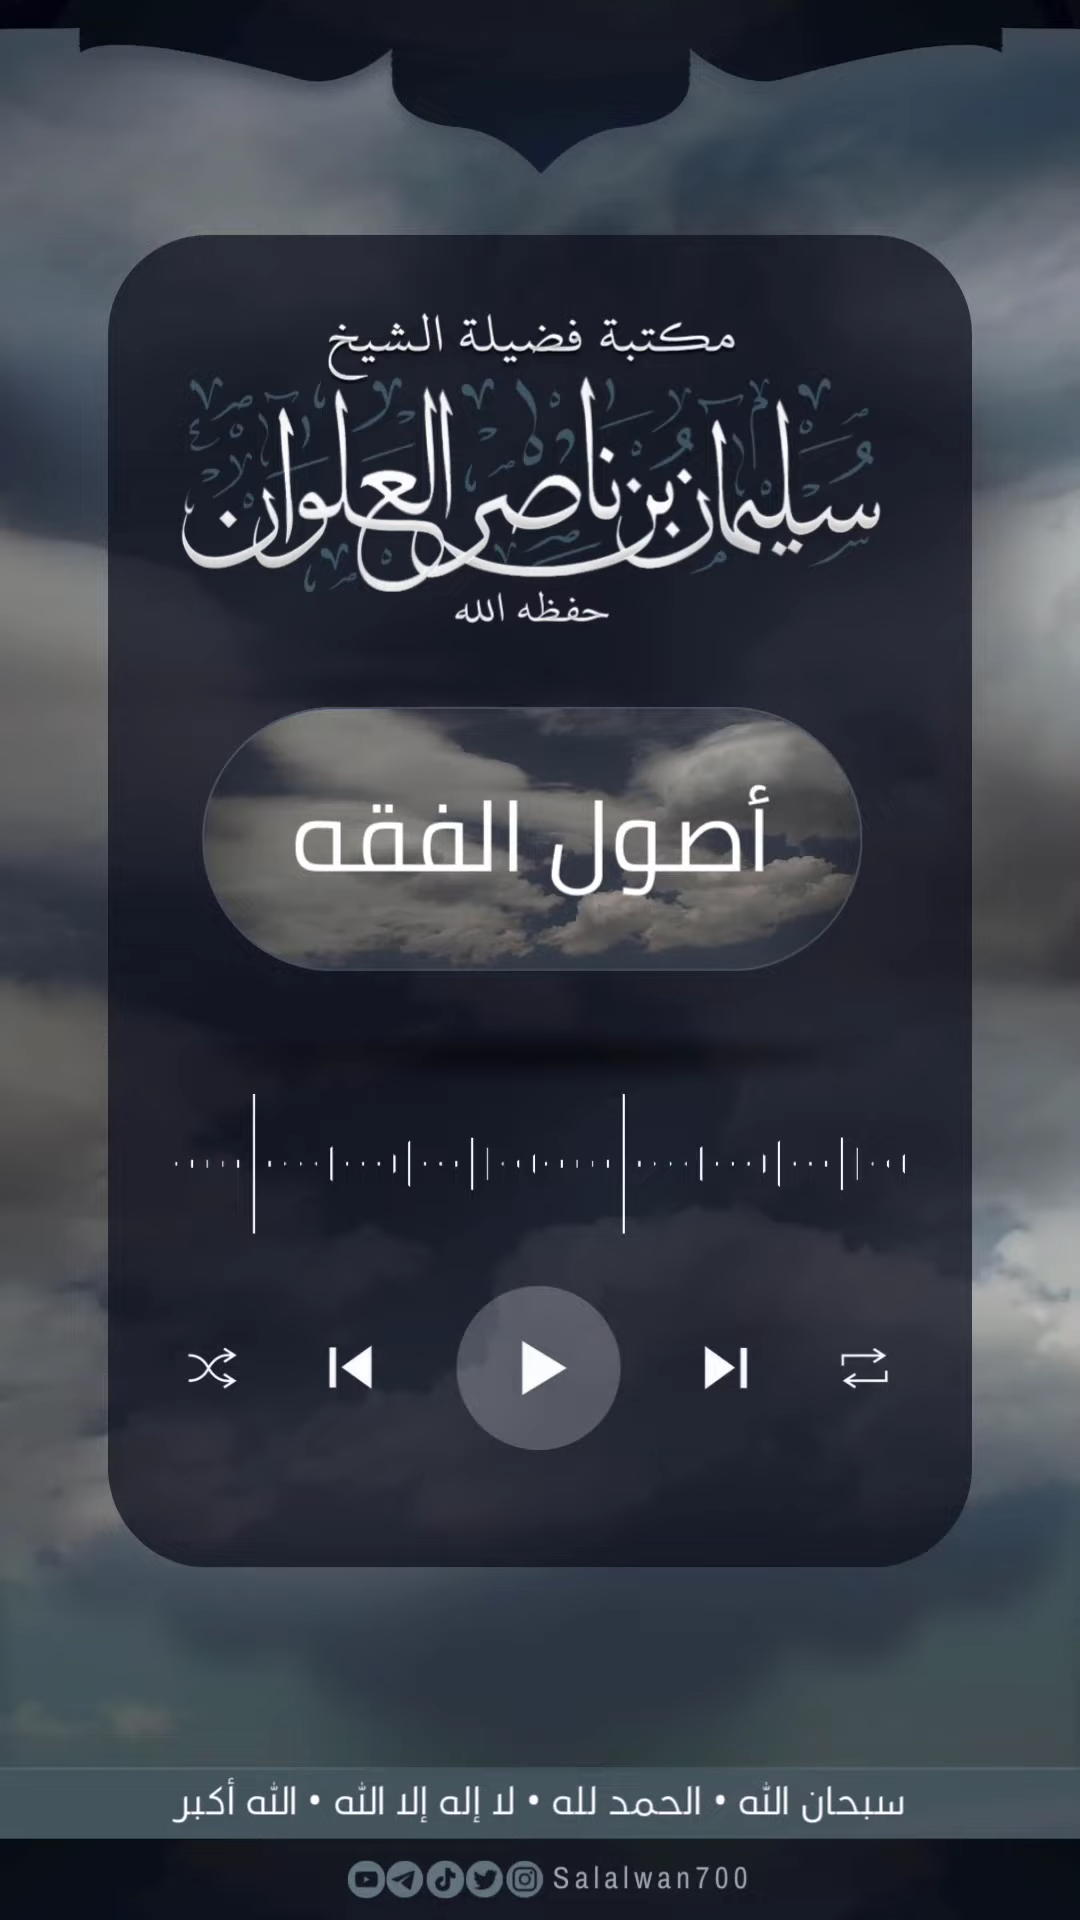 مكتبة فضيلة الشيخ
سليمان بن ناصر العلوان
حفظه الله
أصول الفقه
سبحان الله • الحمد لله • لا إله إلا الله • الله أكبر
Salalwan700